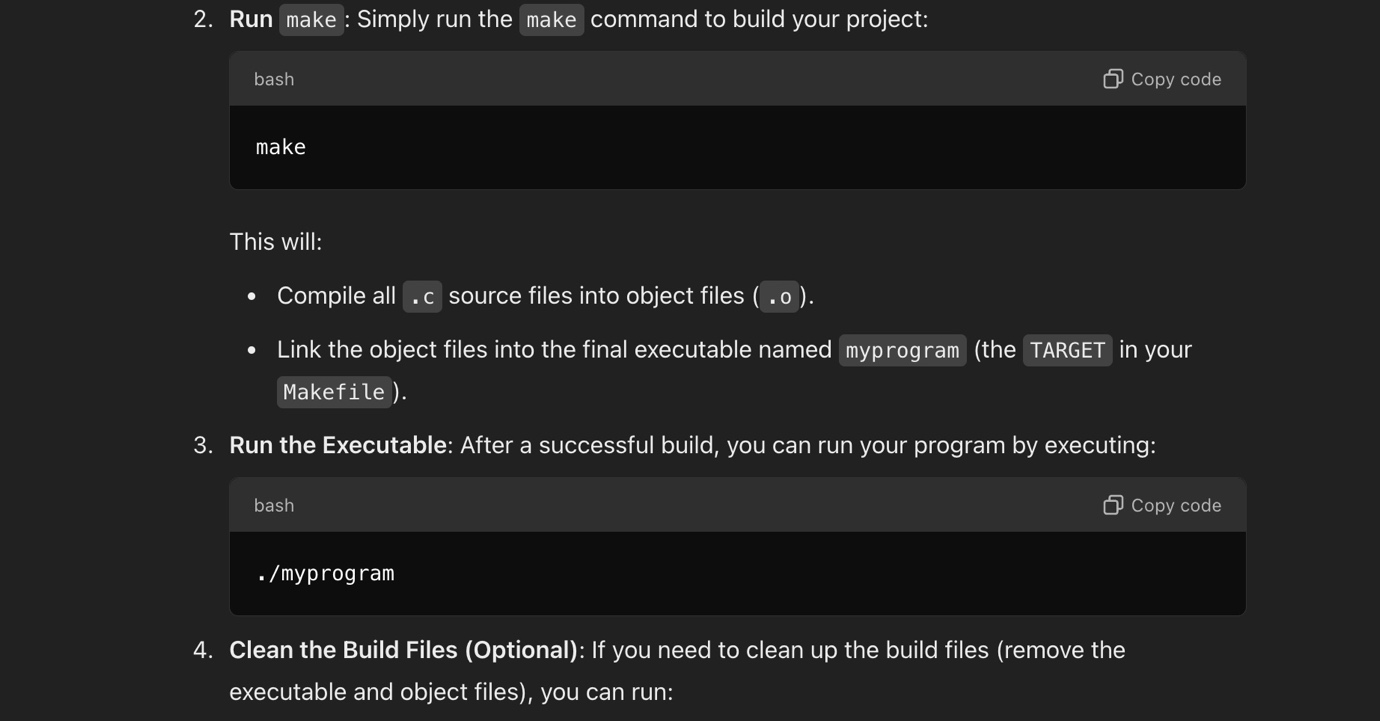 2. Run make: Simply run the make command to build your project:
bash Copy code
make
This will:
• Compile all .c source files into object files (.o).
• Link the object files into the final executable named myprogram (the TARGET in your
Makefile).
3. Run the Executable: After a successful build, you can run your program by executing:
bash Copy code
./myprogram
4. Clean the Build Files (Optional): If you need to clean up the build files (remove the
executable and object files), you can run: